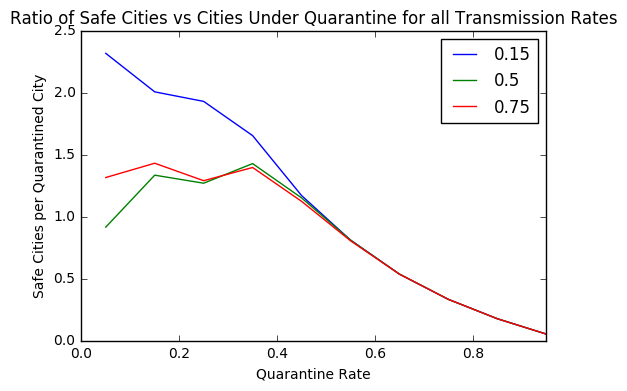 Ratio of Safe Cities vs Cities Under Quarantine for all Transmission Rates
2.5
2.0
1.5
1.0
0.5
0.0
Safe Cities per Quarantined City
0.15
0.5
0.75
0.0 0.2 0.4 0.6 0.8
Quarantine Rate